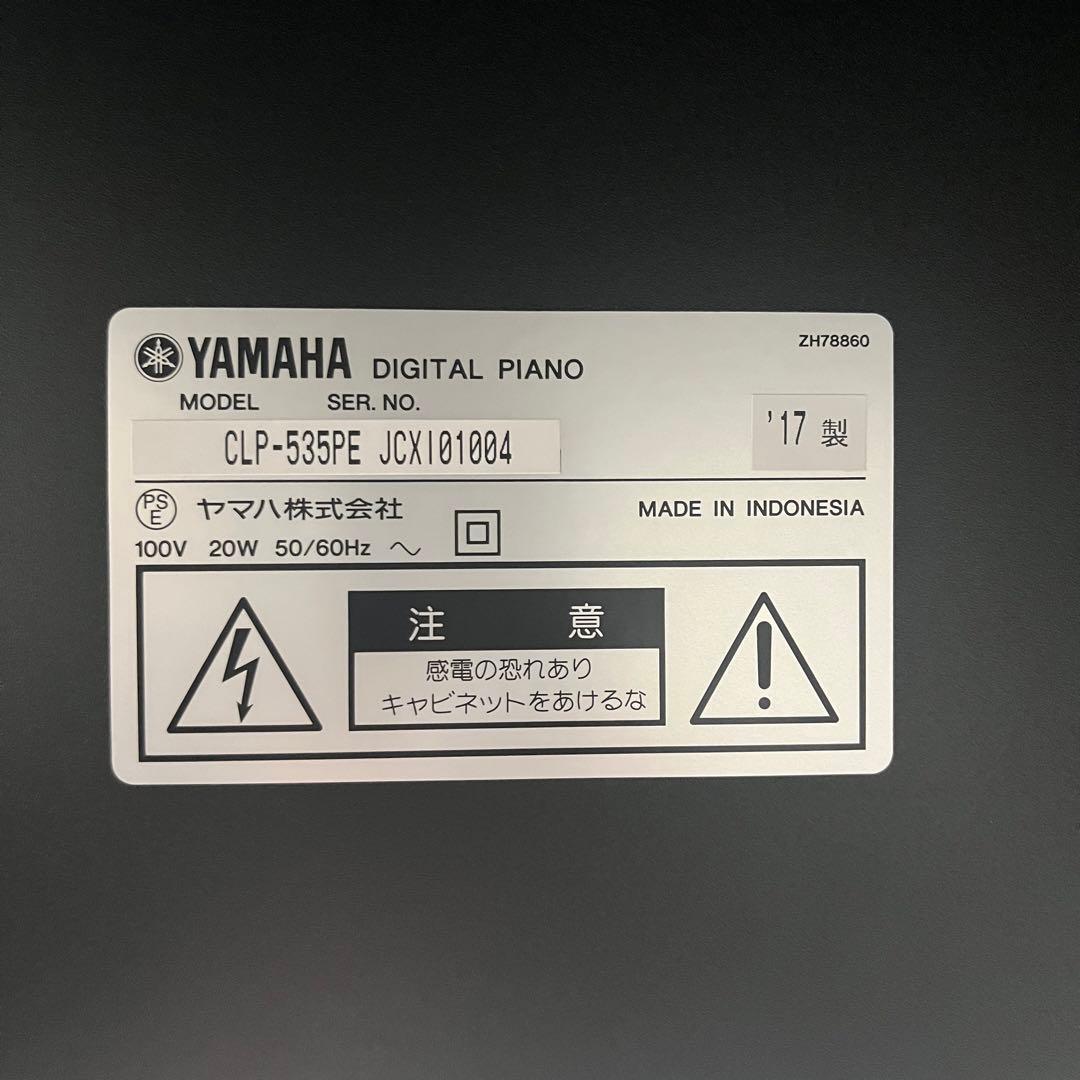 YAMAHA DIGITAL PIANO
ZH78860
MODEL SER. NO.
CLP-535PE JCXI01004
'17 製
PS E ヤマハ株式会社
MADE IN INDONESIA
100V 20W 50/60Hz ～
注 意
感電の恐れあり
キャビネットをあけるな